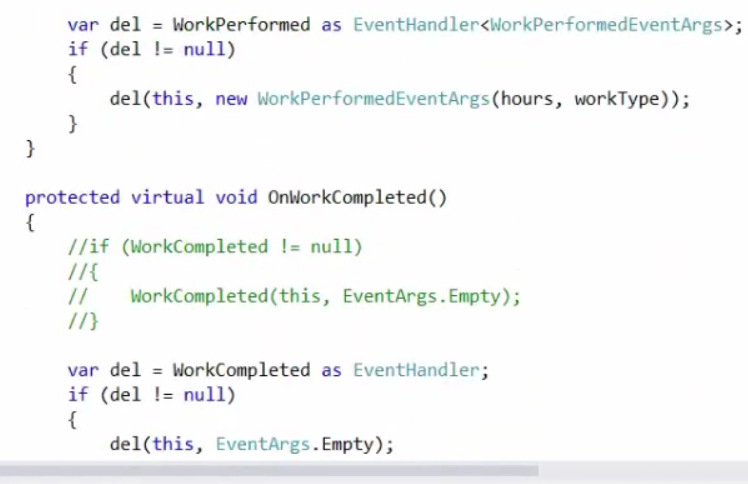 var del = WorkPerformed as EventHandler<WorkPerformedEventArgs>;
if (del != null)
{
del(this, new WorkPerformedEventArgs(hours, workType));
}
}
protected virtual void OnWorkCompleted()
{
//if (WorkCompleted != null)
//{
//    WorkCompleted(this, EventArgs.Empty);
//}
var del = WorkCompleted as EventHandler;
if (del != null)
{
del(this, EventArgs.Empty);